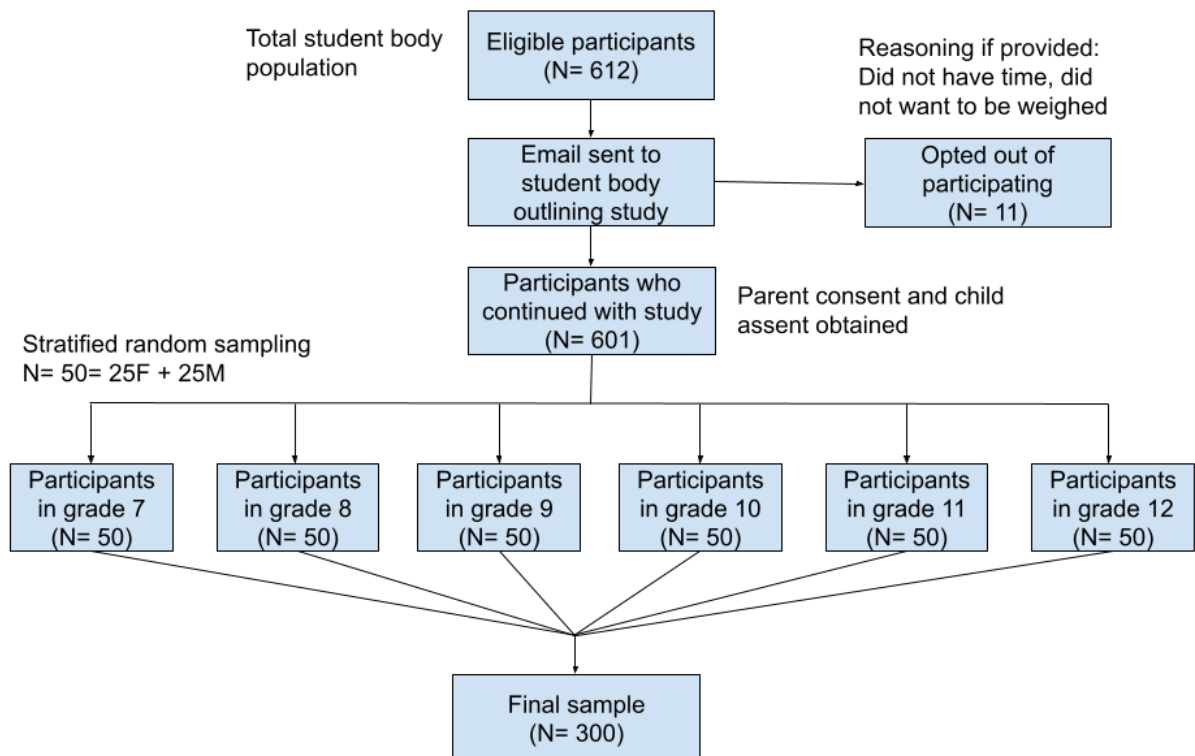 Total student body
population
Eligible participants
(N= 612)
Reasoning if provided:
Did not have time, did
not want to be weighed
Email sent to
student body
outlining study
Opted out of
participating
(N= 11)
Participants who
continued with study
(N= 601)
Parent consent and child
assent obtained
Stratified random sampling
N= 50= 25F + 25M
Participants
in grade 7
(N= 50)
Participants
in grade 8
(N= 50)
Participants
in grade 9
(N= 50)
Participants
in grade 10
(N= 50)
Participants
in grade 11
(N= 50)
Participants
in grade 12
(N= 50)
Final sample
(N= 300)